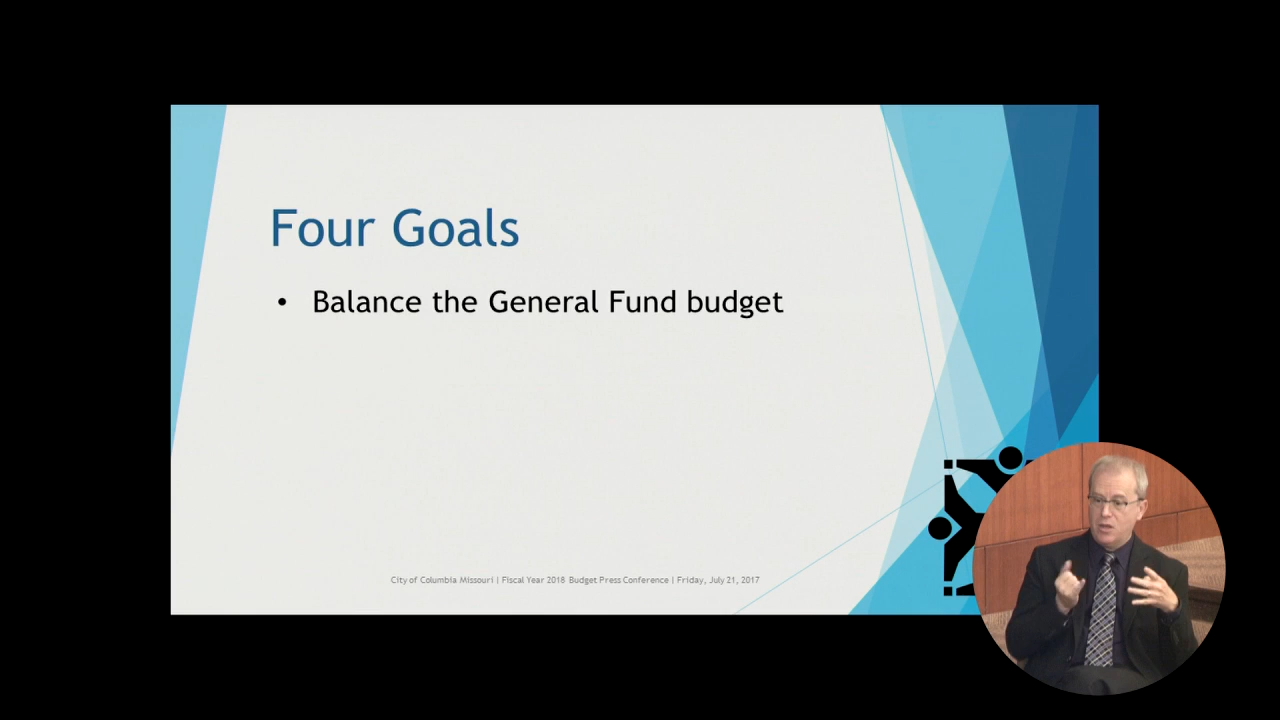 Four Goals
• Balance the General Fund budget
City of Columbia Missouri | Fiscal Year 2018 Budget Press Conference | Friday, July 21, 2017